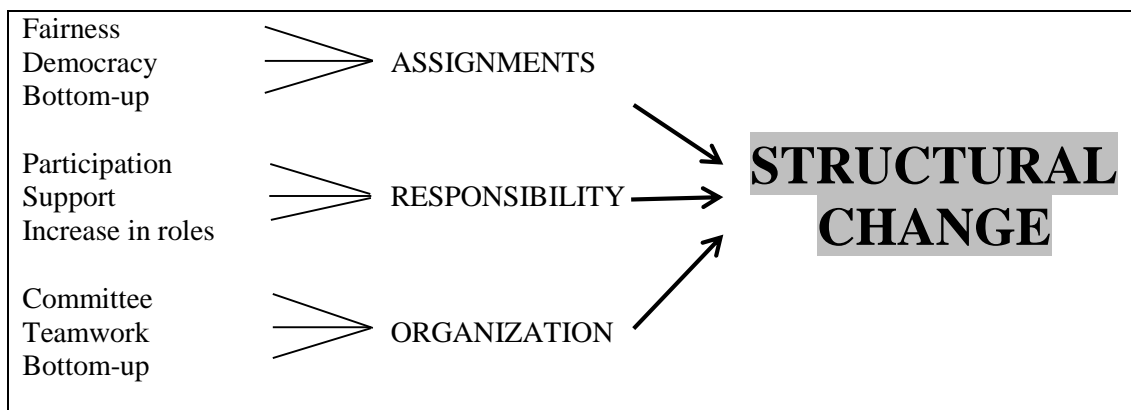 Fairness
Democracy
Bottom-up
ASSIGNMENTS
Participation
Support
Increase in roles
RESPONSIBILITY
Committee
Teamwork
Bottom-up
ORGANIZATION
STRUCTURAL
CHANGE